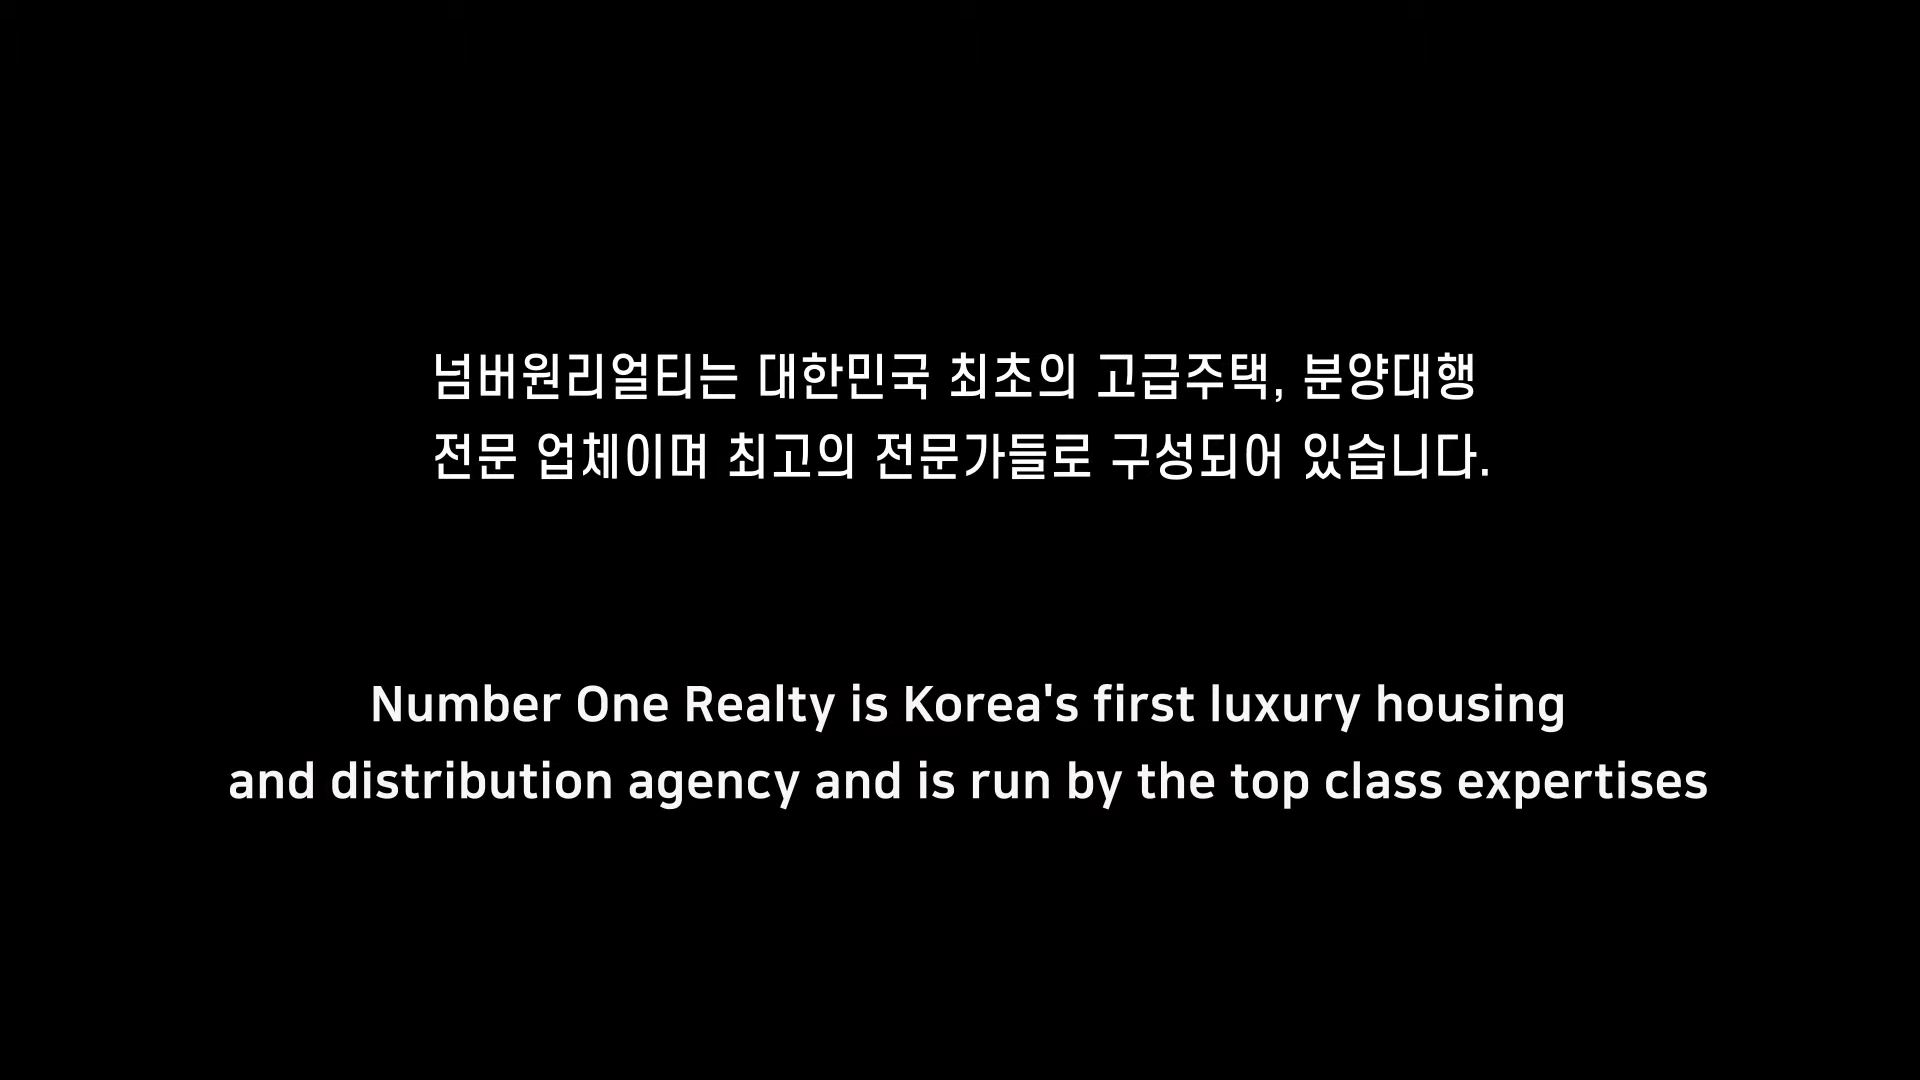 넘버원리얼티는 대한민국 최초의 고급주택, 분양대행
전문 업체이며 최고의 전문가들로 구성되어 있습니다.
Number One Realty is Korea's first luxury housing
and distribution agency and is run by the top class expertises